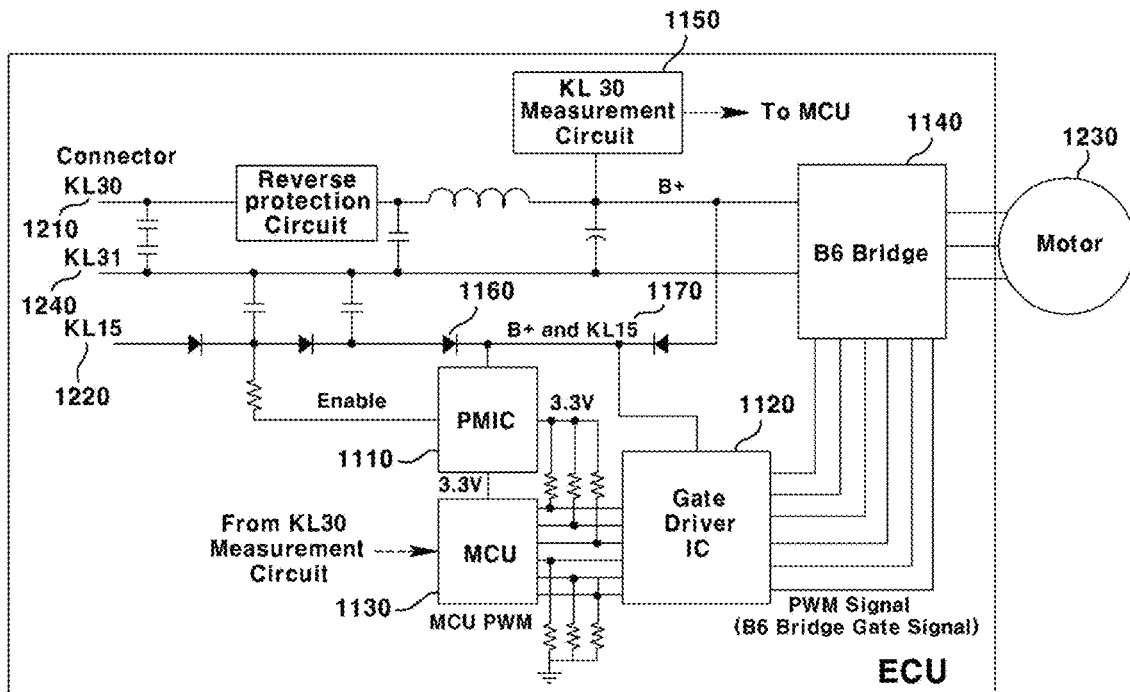 1150
KL 30
Measurement
Circuit
To MCU
1140
1230
Connector
KL30
1210
Reverse
protection
Circuit
B+
B6 Bridge
Motor
KL31
1240
1160
1170
KL15
1220
B+ and KL15
Enable
PMIC
3.3V
1120
1110
3.3V
Gate
Driver
IC
From KL30
Measurement
Circuit
MCU
1130
MCU PWM
PWM Signal
(B6 Bridge Gate Signal)
ECU